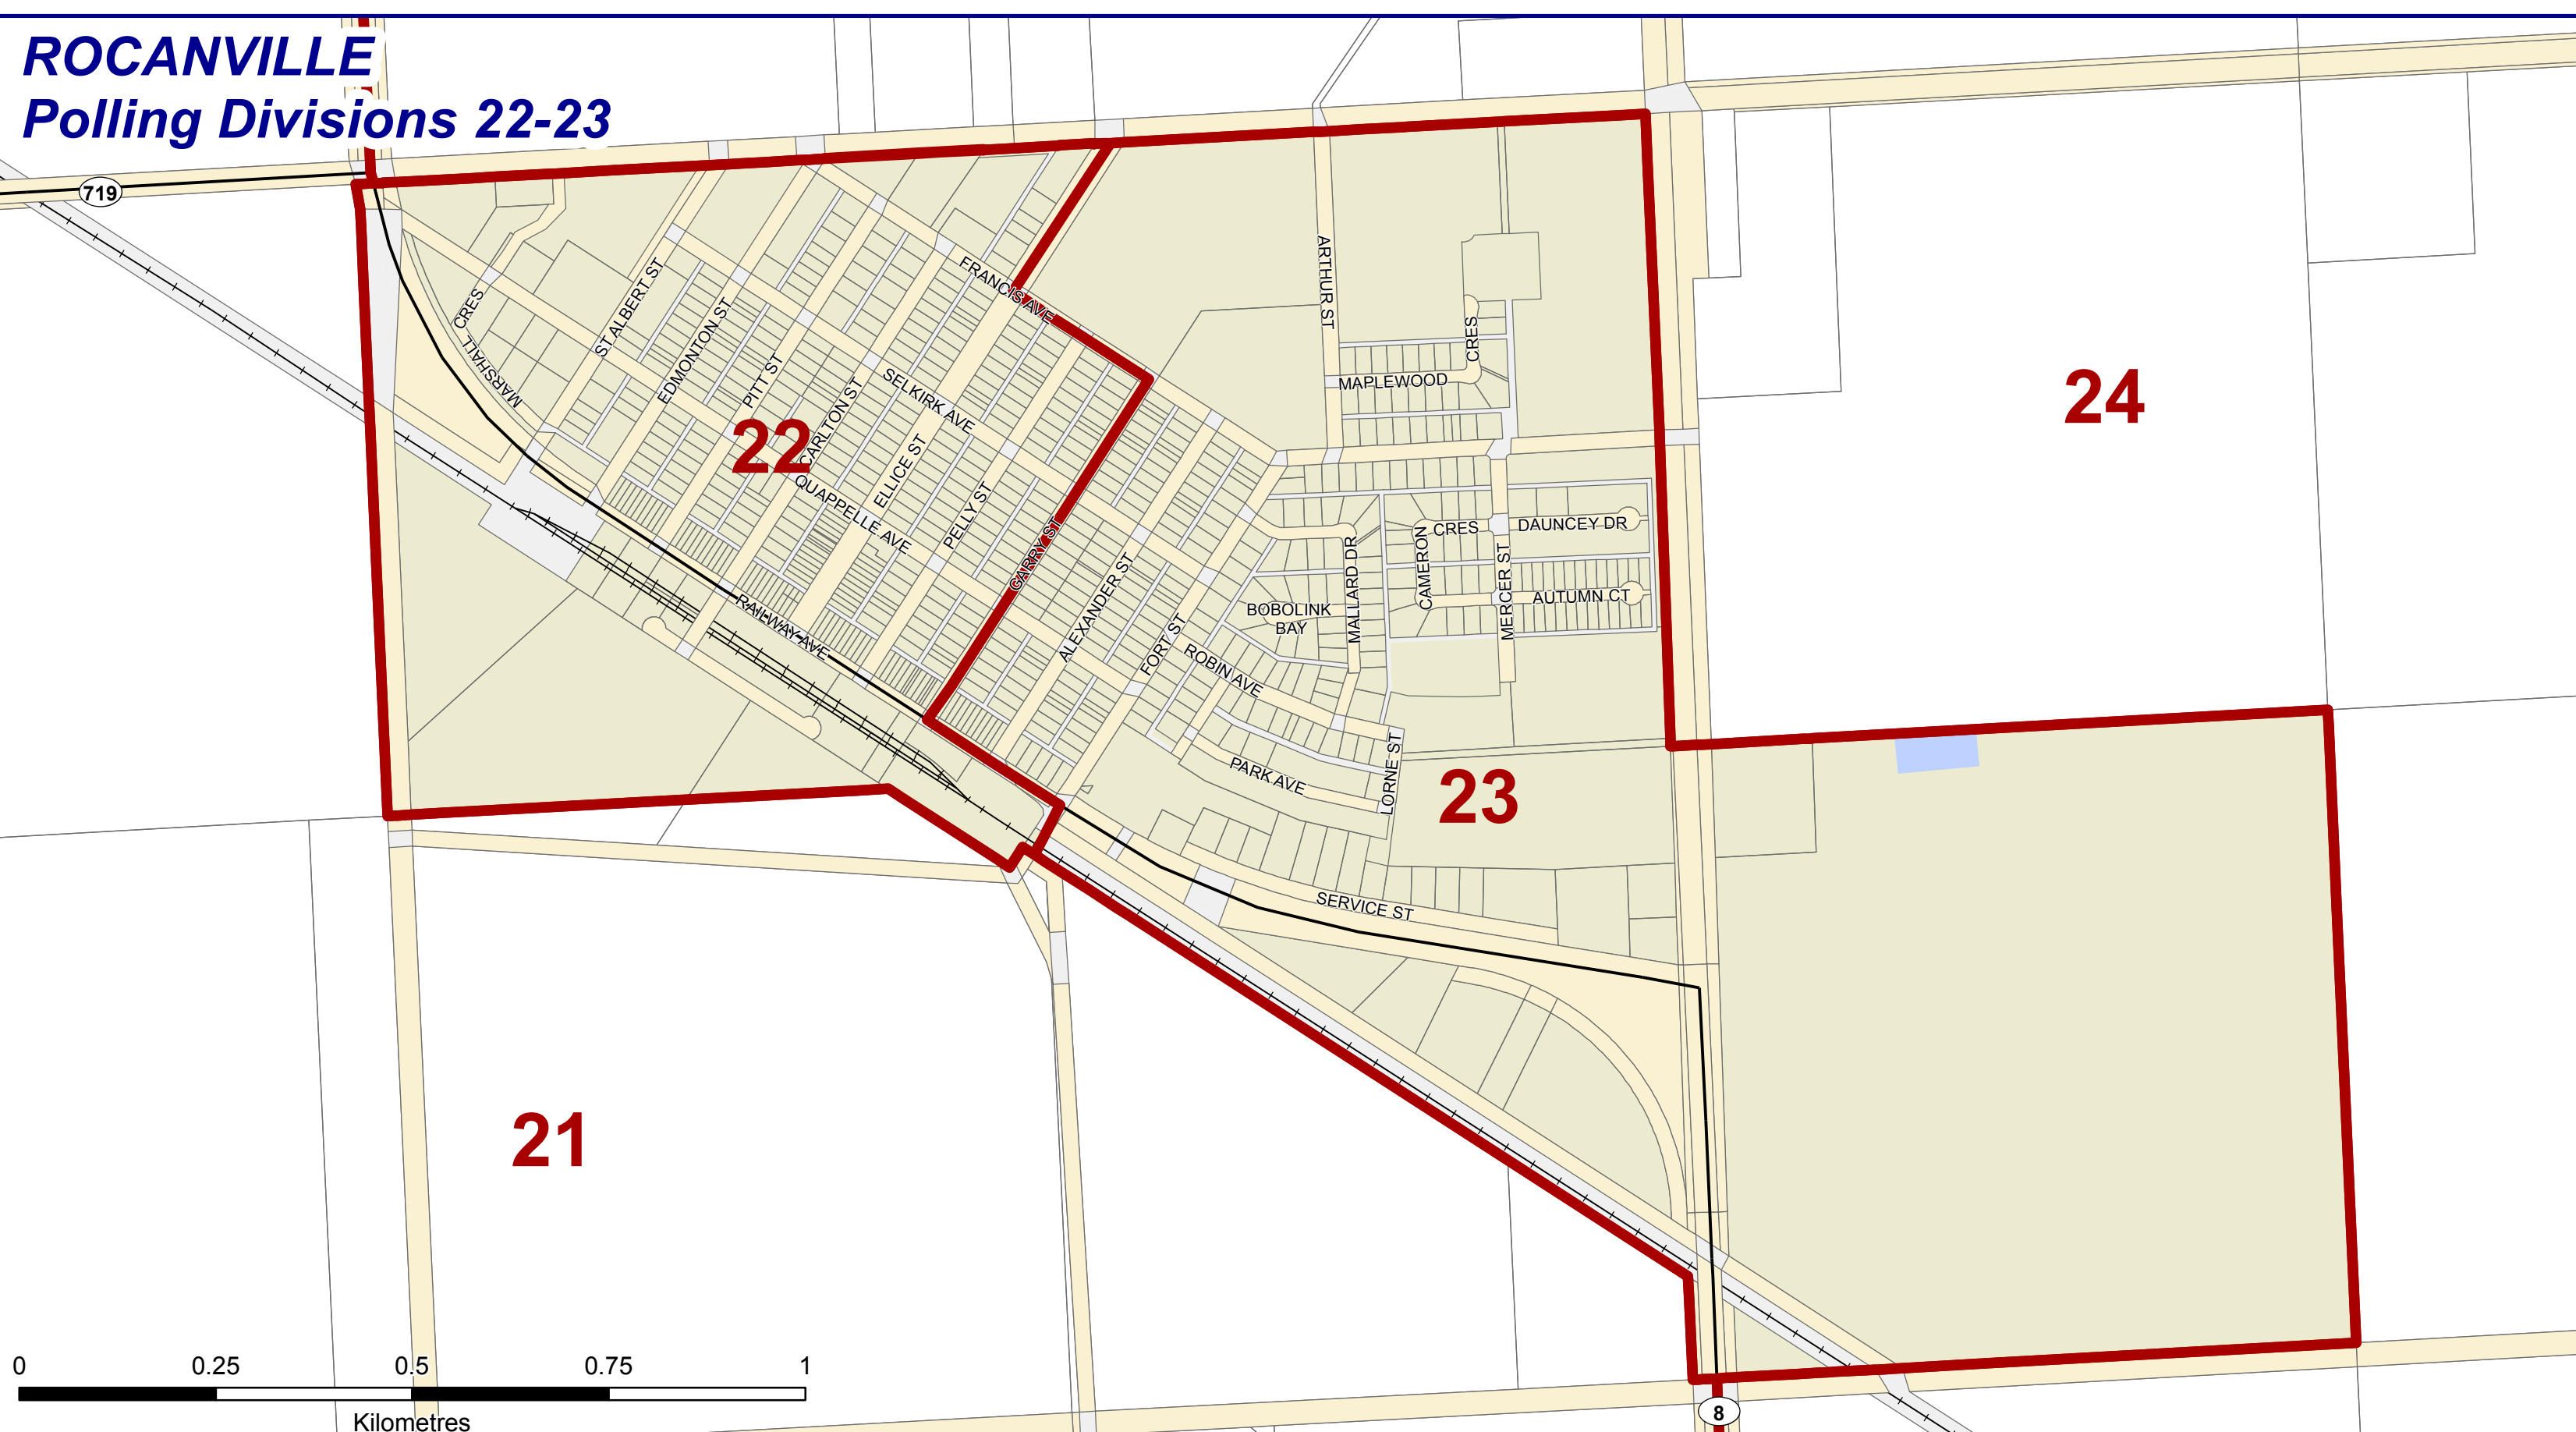 ROCANVILLE
Polling Divisions 22-23
719
FRANCIS AVE
ARTHUR ST
ST ALBERT ST
CRES
MARSHALL
EDMONTON ST
PITT ST
CARLTON ST
SELKIRK AVE
CRES
MAPLEWOOD
24
22
ELLICE ST
QUAPPELLE AVE
PELLY ST
GARRY ST
CRES
DAUNCEY DR
ALEXANDER ST
MALLARD DR
CAMERON
MERCER ST
AUTUMN CT
RAILWAY AVE
BOBOLINK
BAY
FORT ST
ROBIN AVE
PARK AVE
LORNE ST
23
SERVICE ST
21
0 0.25 0.5 0.75 1
Kilometres
8